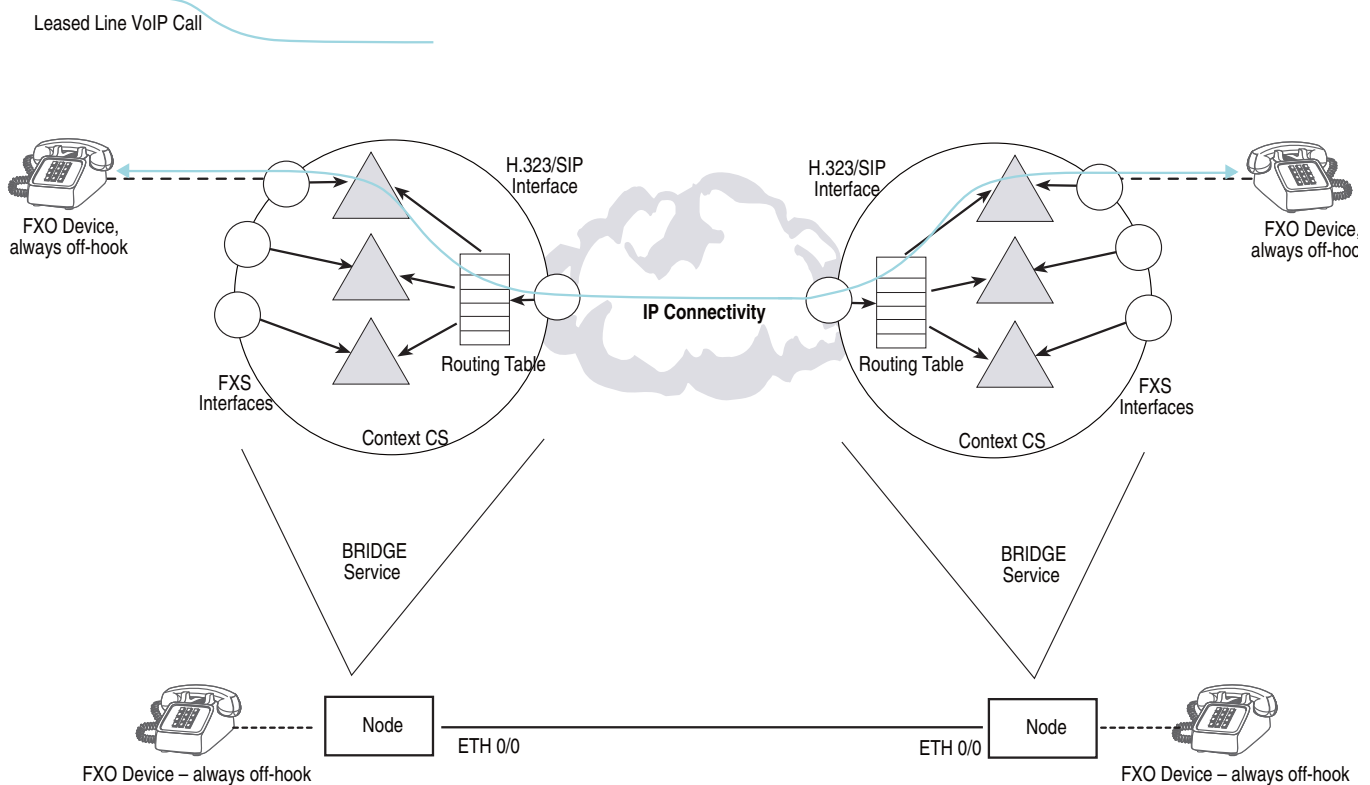 Leased Line VoIP Call
H.323/SIP
Interface
H.323/SIP
Interface
FXO Device,
always off-hook
FXO Device,
always off-hoo
IP Connectivity
Routing Table
Routing Table
FXS
Interfaces
FXS
Interfaces
Context CS
Context CS
BRIDGE
Service
BRIDGE
Service
Node
Node
ETH 0/0
ETH 0/0
FXO Device – always off-hook
FXO Device – always off-hook